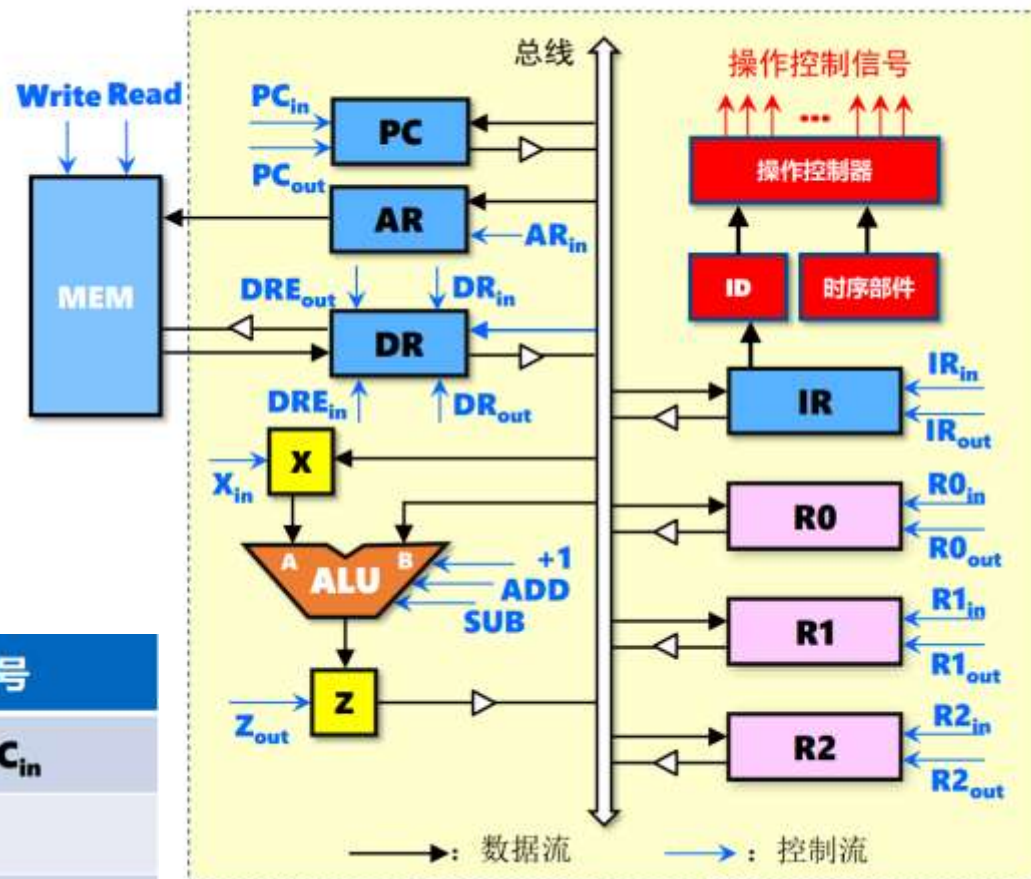 总线
操作控制信号
Write Read
PCin
PC
PCout
...
操作控制器
AR
ARin
MEM
DREout
DRin
ID
时序部件
DR
DREin
DRout
IRin
IR
IRout
X
Xin
R0in
R0
R0out
A
B
ALU
+1
ADD
SUB
R1in
R1
R1out
号
Z
Zout
R2in
R2
R2out
Cin
: 数据流
: 控制流